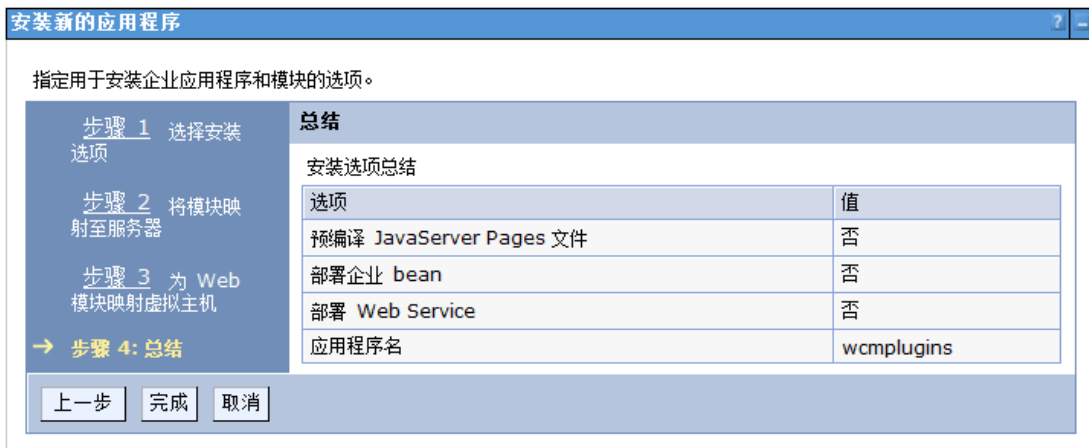 安装新的应用程序 ?
指定用于安装企业应用程序和模块的选项。
步骤 1 选择安装
选项
步骤 2 将模块映
射至服务器
步骤 3 为 Web
模块映射虚拟主机
→ 步骤 4: 总结
总结
安装选项总结
选项 值
预编译 JavaServer Pages 文件 否
部署企业 bean 否
部署 Web Service 否
应用程序名 wcmplugins
上一步 完成 取消